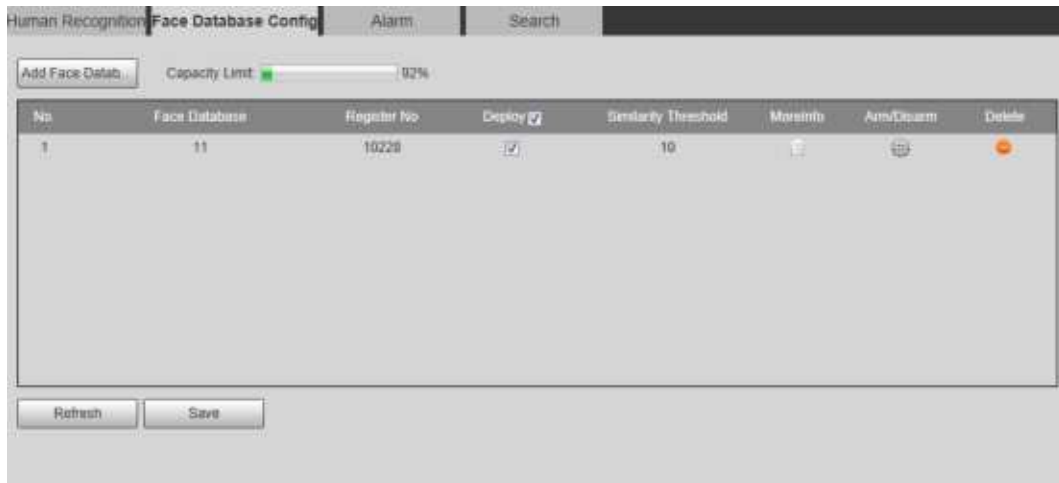 Human Recognition Face Database Config Alarm Search
Add Face Datab... Capacity Limit: 92%
No. Face Database Register No Deploy Similarity Threshold MoreInfo Arm/Disarm Delete
1 11 10228 10
Refresh Save